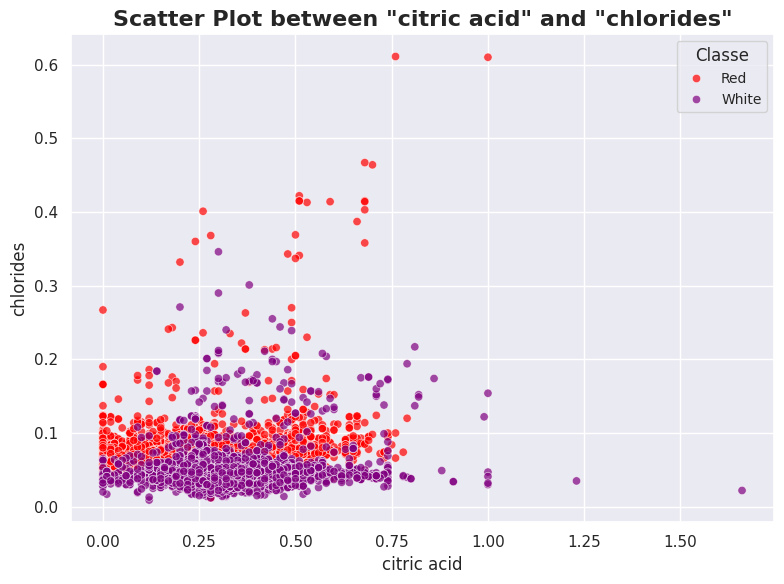 Scatter Plot between "citric acid" and "chlorides"
Classe
Red
White
chlorides
0.6
0.5
0.4
0.3
0.2
0.1
0.0
0.00 0.25 0.50 0.75 1.00 1.25 1.50
citric acid